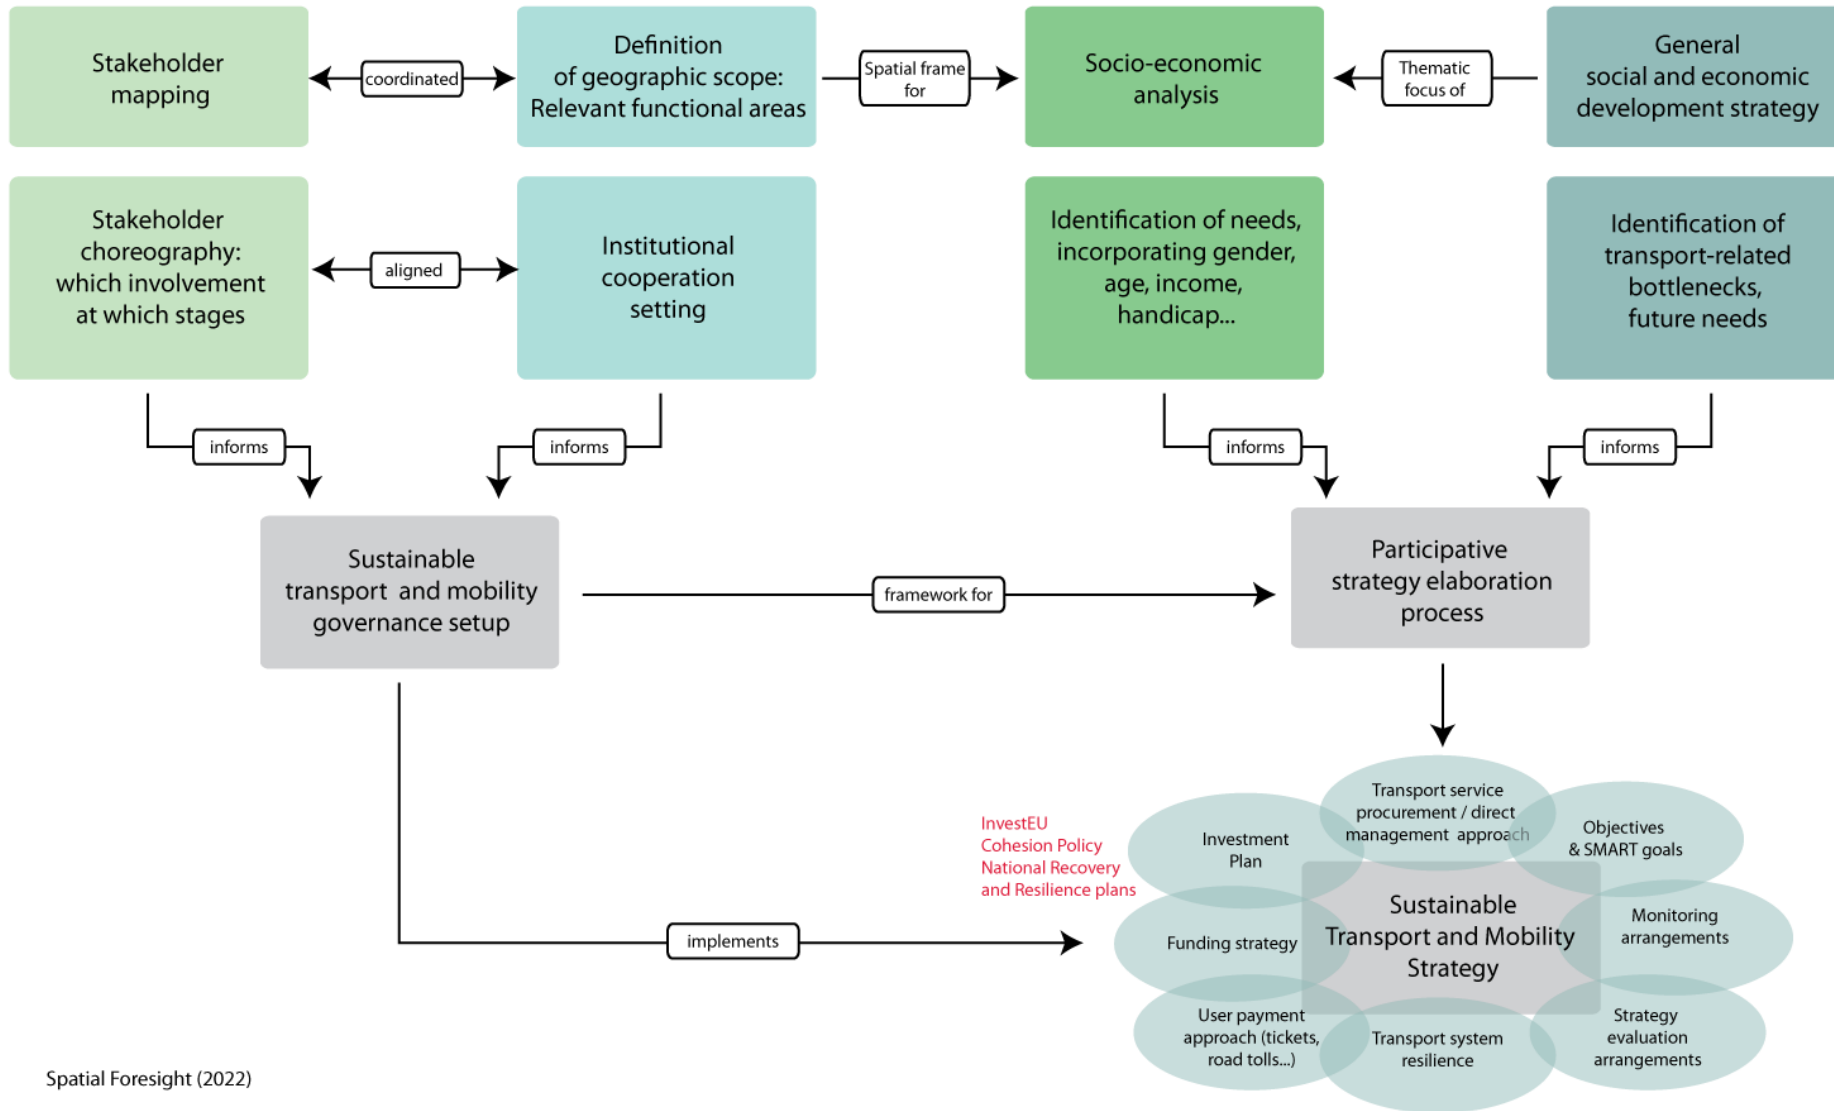 Stakeholder
mapping
coordinated
Definition
of geographic scope:
Relevant functional areas
Spatial frame
for
Socio-economic
analysis
Thematic
focus of
General
social and economic
development strategy
Stakeholder
choreography:
which involvement
at which stages
aligned
Institutional
cooperation
setting
Identification of needs,
incorporating gender,
age, income,
handicap...
Identification of
transport-related
bottlenecks,
future needs
informs
informs
informs
informs
Sustainable
transport and mobility
governance setup
framework for
Participative
strategy elaboration
process
implements
InvestEU
Cohesion Policy
National Recovery
and Resilience plans
Investment
Plan
Transport service
procurement / direct
management approach
Objectives
& SMART goals
Funding strategy
Sustainable
Transport and Mobility
Strategy
Monitoring
arrangements
User payment
approach (tickets,
road tolls...)
Transport system
resilience
Strategy
evaluation
arrangements
Spatial Foresight (2022)